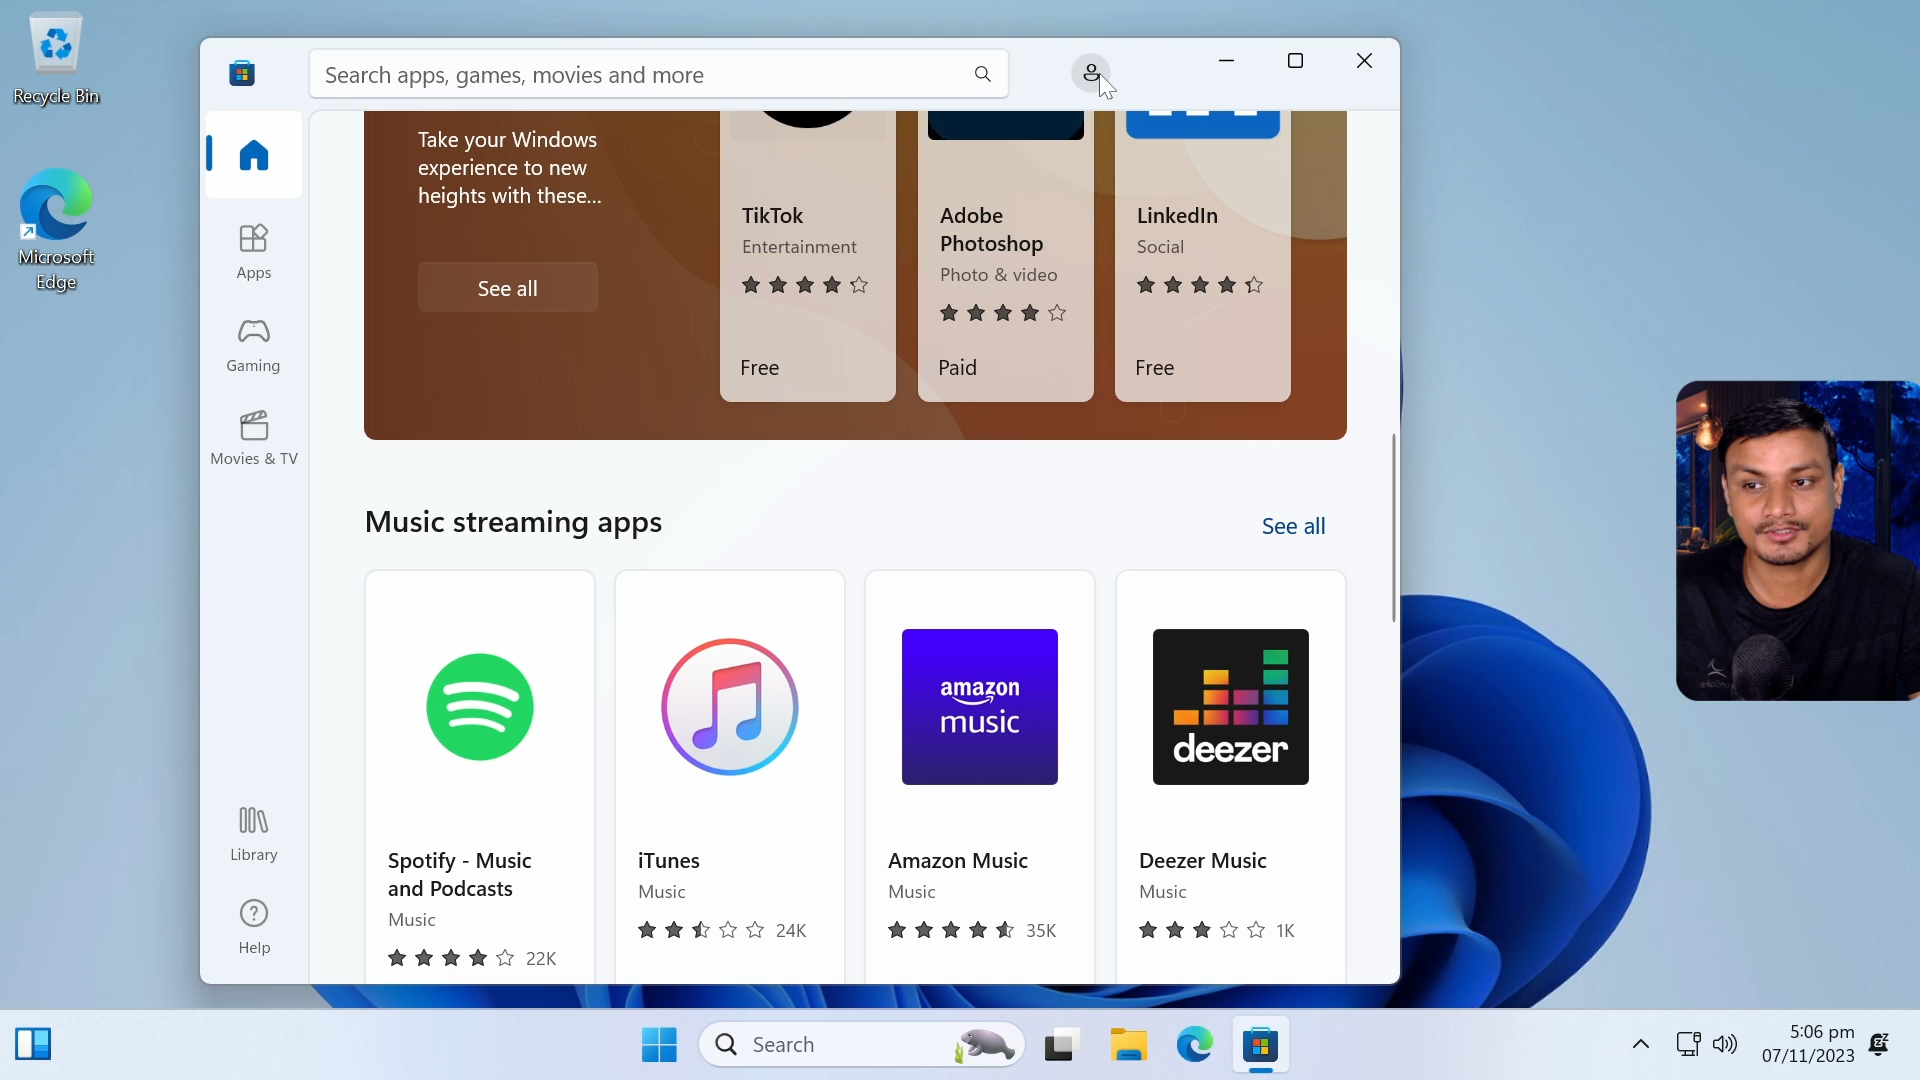 Recycle Bin
Microsoft
Edge
Search apps, games, movies and more
Apps
Gaming
Movies & TV
Library
Help
Take your Windows
experience to new
heights with these...
See all
TikTok
Entertainment
Free
Adobe
Photoshop
Photo & video
Paid
LinkedIn
Social
Free
Music streaming apps
See all
Spotify - Music
and Podcasts
Music
22K
iTunes
Music
24K
amazon
music
Amazon Music
Music
35K
deezer
Deezer Music
Music
1K
Search
5:06 pm
07/11/2023